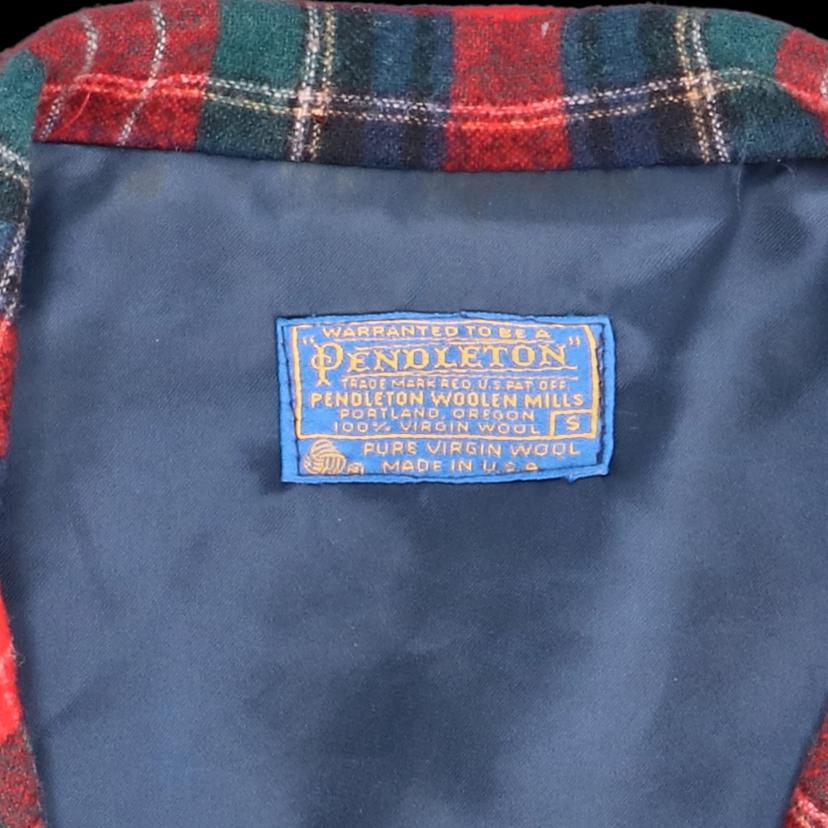 WARRANTED TO BE A
"PENDLETON"
TRADE MARK REG. U.S. PAT. OFF.
PENDLETON WOOLEN MILLS
PORTLAND, OREGON
100% VIRGIN WOOL
S
PURE VIRGIN WOOL
MADE IN U.S.A.